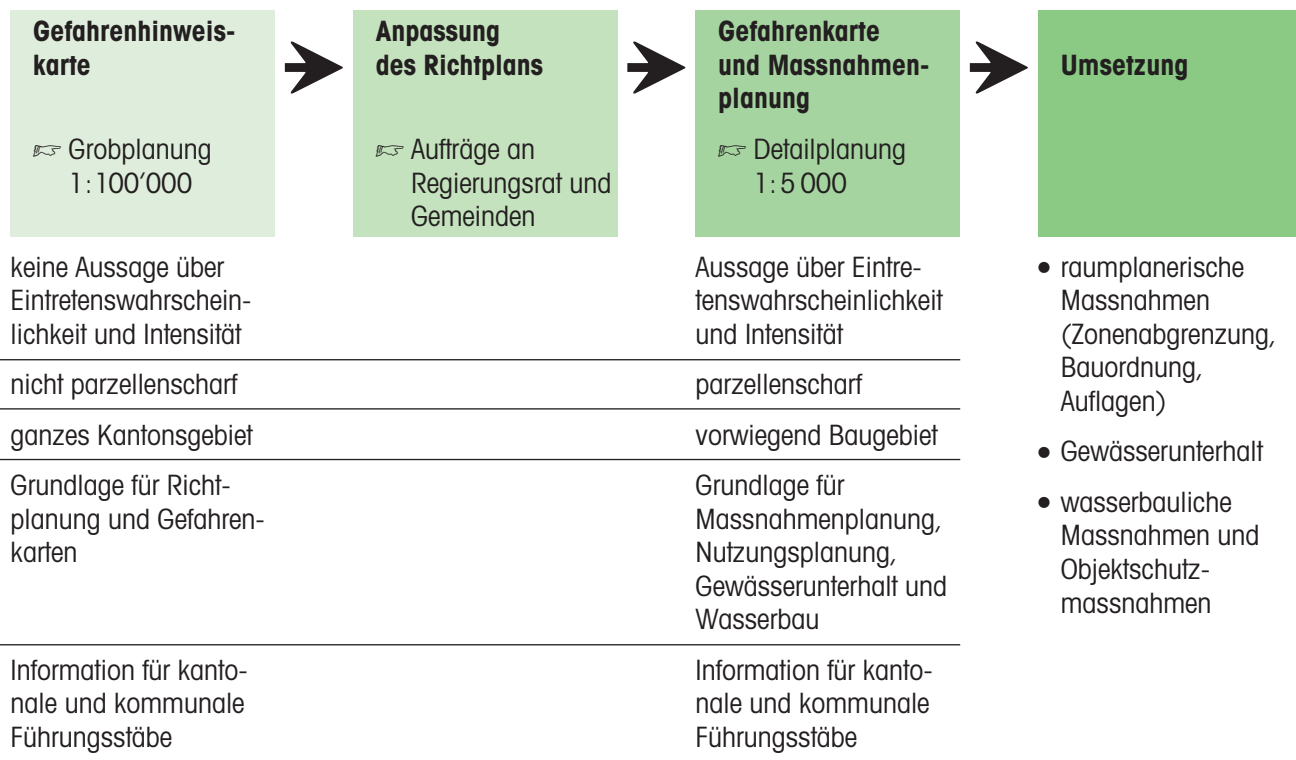 Gefahrenhinweis-
karte
☞ Grobplanung
1:100’000
Anpassung
des Richtplans
☞ Aufträge an
Regierungsrat und
Gemeinden
Gefahrenkarte
und Massnahmen-
planung
☞ Detailplanung
1:5 000
Umsetzung
keine Aussage über
Eintretenswahrschein-
lichkeit und Intensität
Aussage über Eintre-
tenswahrscheinlichkeit
und Intensität
nicht parzellenscharf
parzellenscharf
ganzes Kantonsgebiet
vorwiegend Baugebiet
Grundlage für Richt-
planung und Gefahren-
karten
Grundlage für
Massnahmenplanung,
Nutzungsplanung,
Gewässerunterhalt und
Wasserbau
Information für kanto-
nale und kommunale
Führungsstäbe
Information für kanto-
nale und kommunale
Führungsstäbe
• raumplanerische
Massnahmen
(Zonenabgrenzung,
Bauordnung,
Auflagen)
• Gewässerunterhalt
• wasserbauliche
Massnahmen und
Objektschutz-
massnahmen